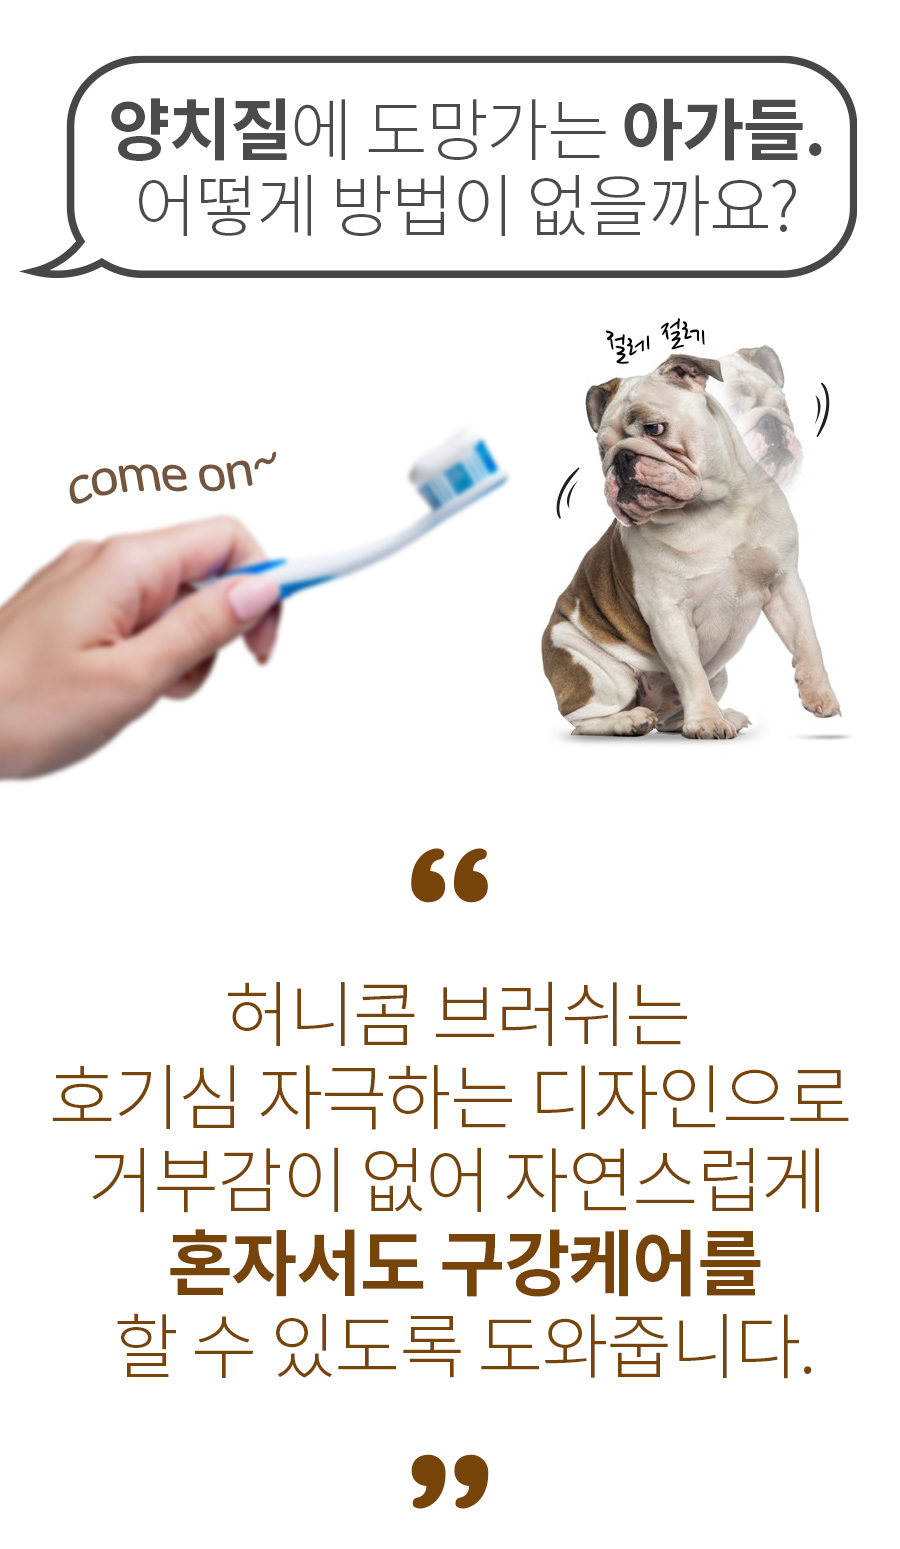 양치질에 도망가는 아가들.
어떻게 방법이 없을까요?
절레 절레
come on~
“
허니콤 브러쉬는
호기심 자극하는 디자인으로
거부감이 없어 자연스럽게
혼자서도 구강케어를
할 수 있도록 도와줍니다.
”